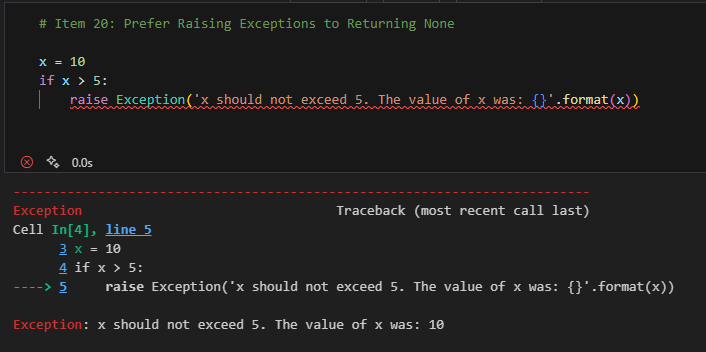 # Item 20: Prefer Raising Exceptions to Returning None
x = 10
if x > 5:
raise Exception('x should not exceed 5. The value of x was: {}'.format(x))
0.0s
---------------------------------------------------------------------------
Exception Traceback (most recent call last)
Cell In[4], line 5
3 x = 10
4 if x > 5:
----> 5 raise Exception('x should not exceed 5. The value of x was: {}'.format(x))
Exception: x should not exceed 5. The value of x was: 10